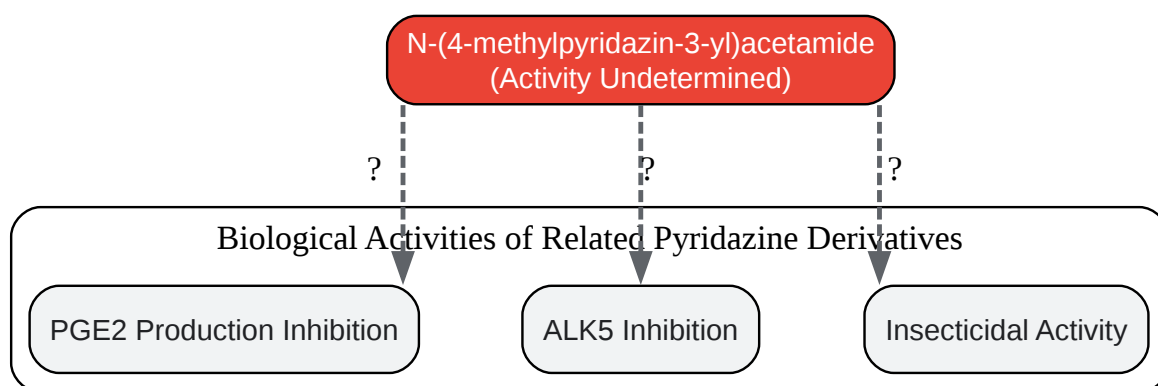 N-(4-methylpyridazin-3-yl)acetamide
(Activity Undetermined)
? ? ?
Biological Activities of Related Pyridazine Derivatives
PGE2 Production Inhibition ALK5 Inhibition Insecticidal Activity